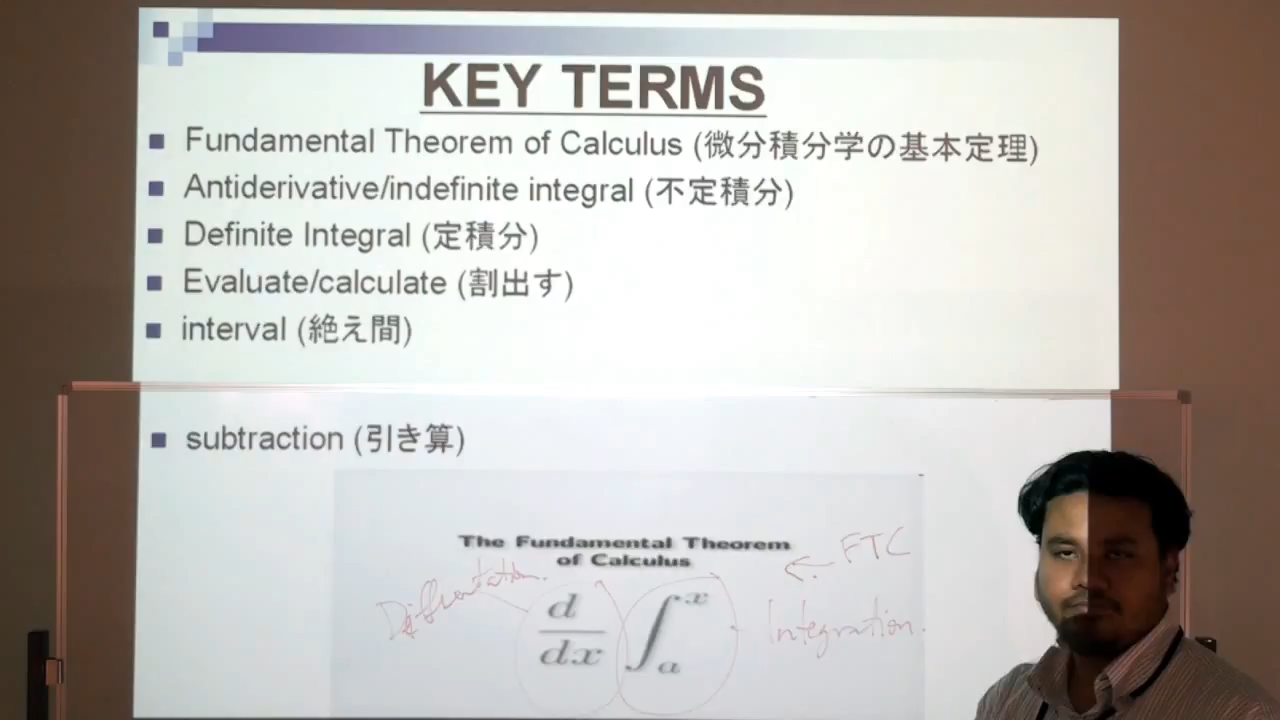 KEY TERMS
Fundamental Theorem of Calculus (微分積分学の基本定理)
Antiderivative/indefinite integral (不定積分)
Definite Integral (定積分)
Evaluate/calculate (割出す)
interval (絶え間)
subtraction (引き算)
The Fundamental Theorem
of Calculus
← FTC
d/dx ∫_a^x
Integration.